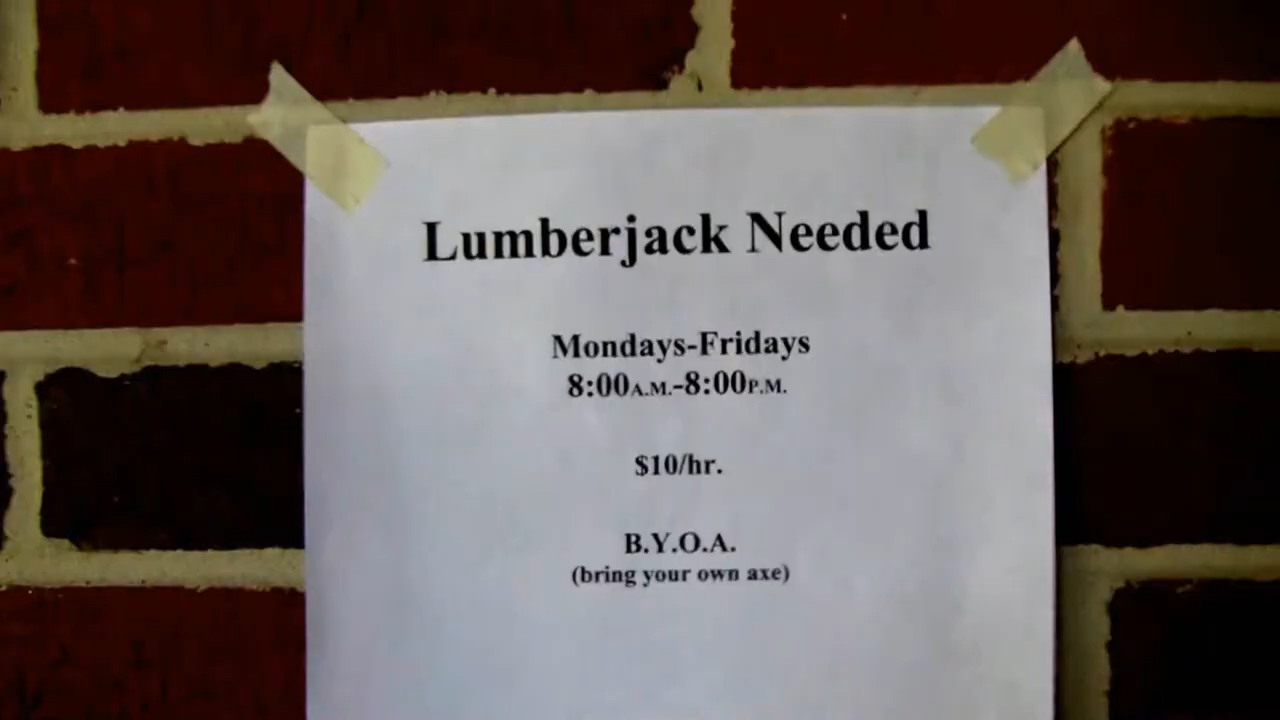 Lumberjack Needed
Mondays-Fridays
8:00A.M.-8:00P.M.
$10/hr.
B.Y.O.A.
(bring your own axe)